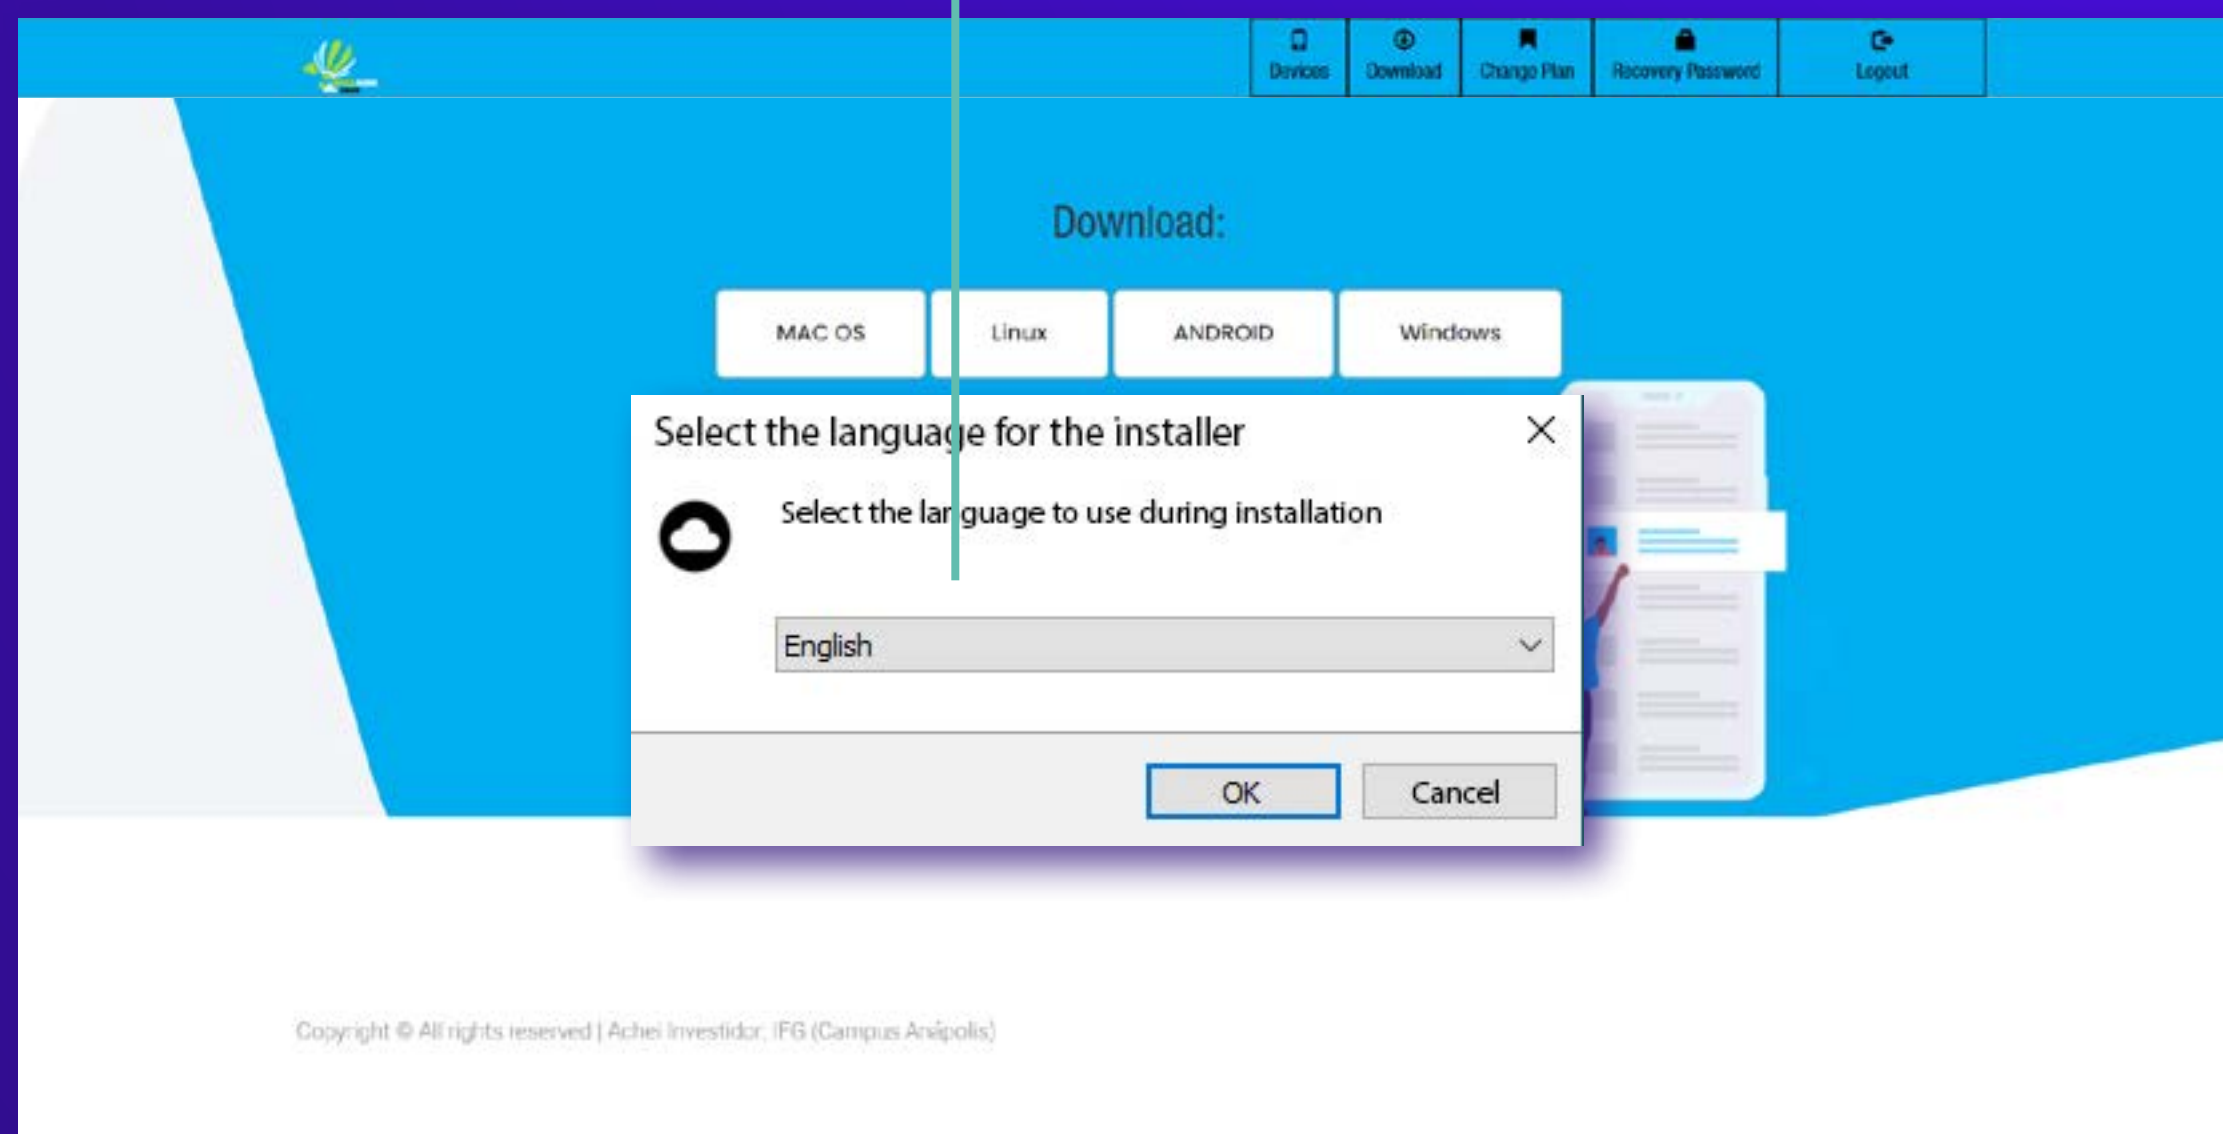 Devices Download Change Plan Recovery Password Logout
Download:
MAC OS Linux ANDROID Windows
Select the language for the installer
Select the language to use during installation
English
OK Cancel
Copyright © All rights reserved | Achei Investidor, IFG (Campus Anápolis)